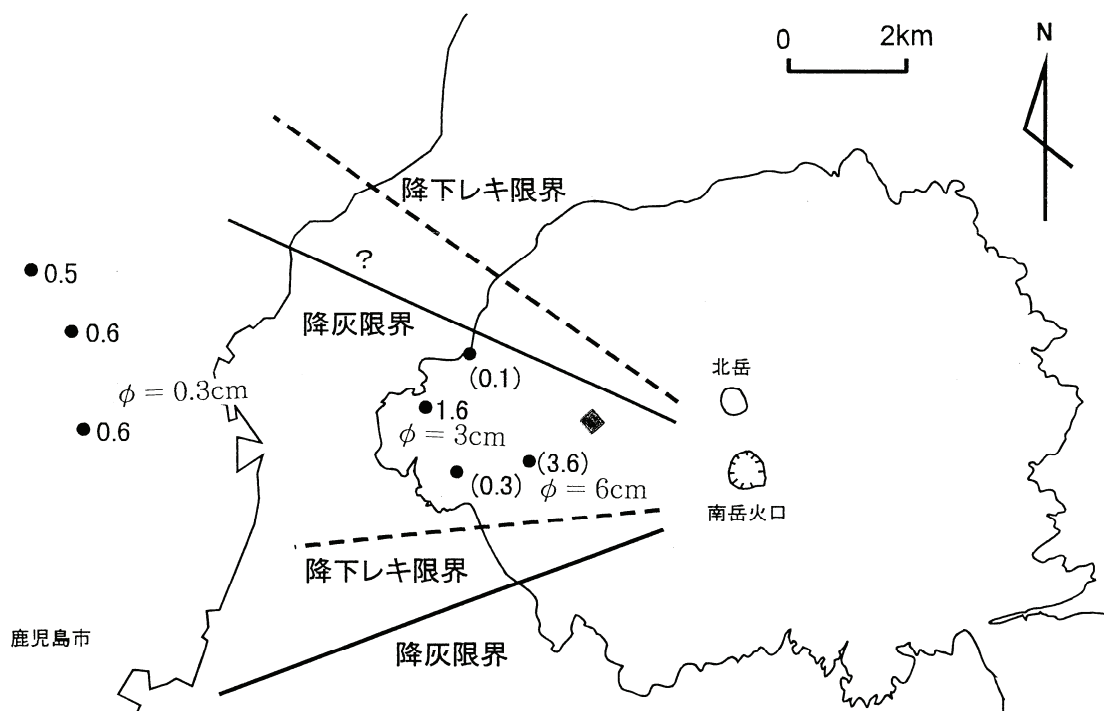 0 2km
N
降下レキ限界
?
0.5
降灰限界
0.6
(0.1)
北岳
φ = 0.3cm
1.6
0.6
φ = 3cm
(3.6)
(0.3)
φ = 6cm
南岳火口
降下レキ限界
鹿児島市
降灰限界